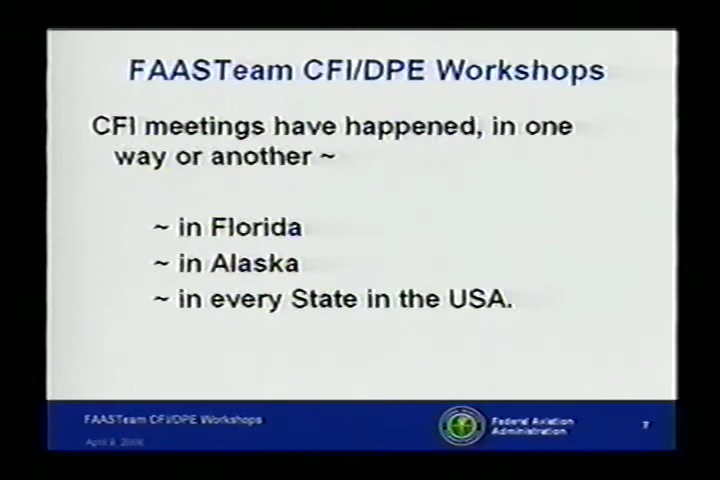 FAASTeam CFI/DPE Workshops
CFI meetings have happened, in one
way or another ~
~ in Florida
~ in Alaska
~ in every State in the USA.
FAASTeam CFI/DPE Workshops
Federal Aviation
Administration
7
April